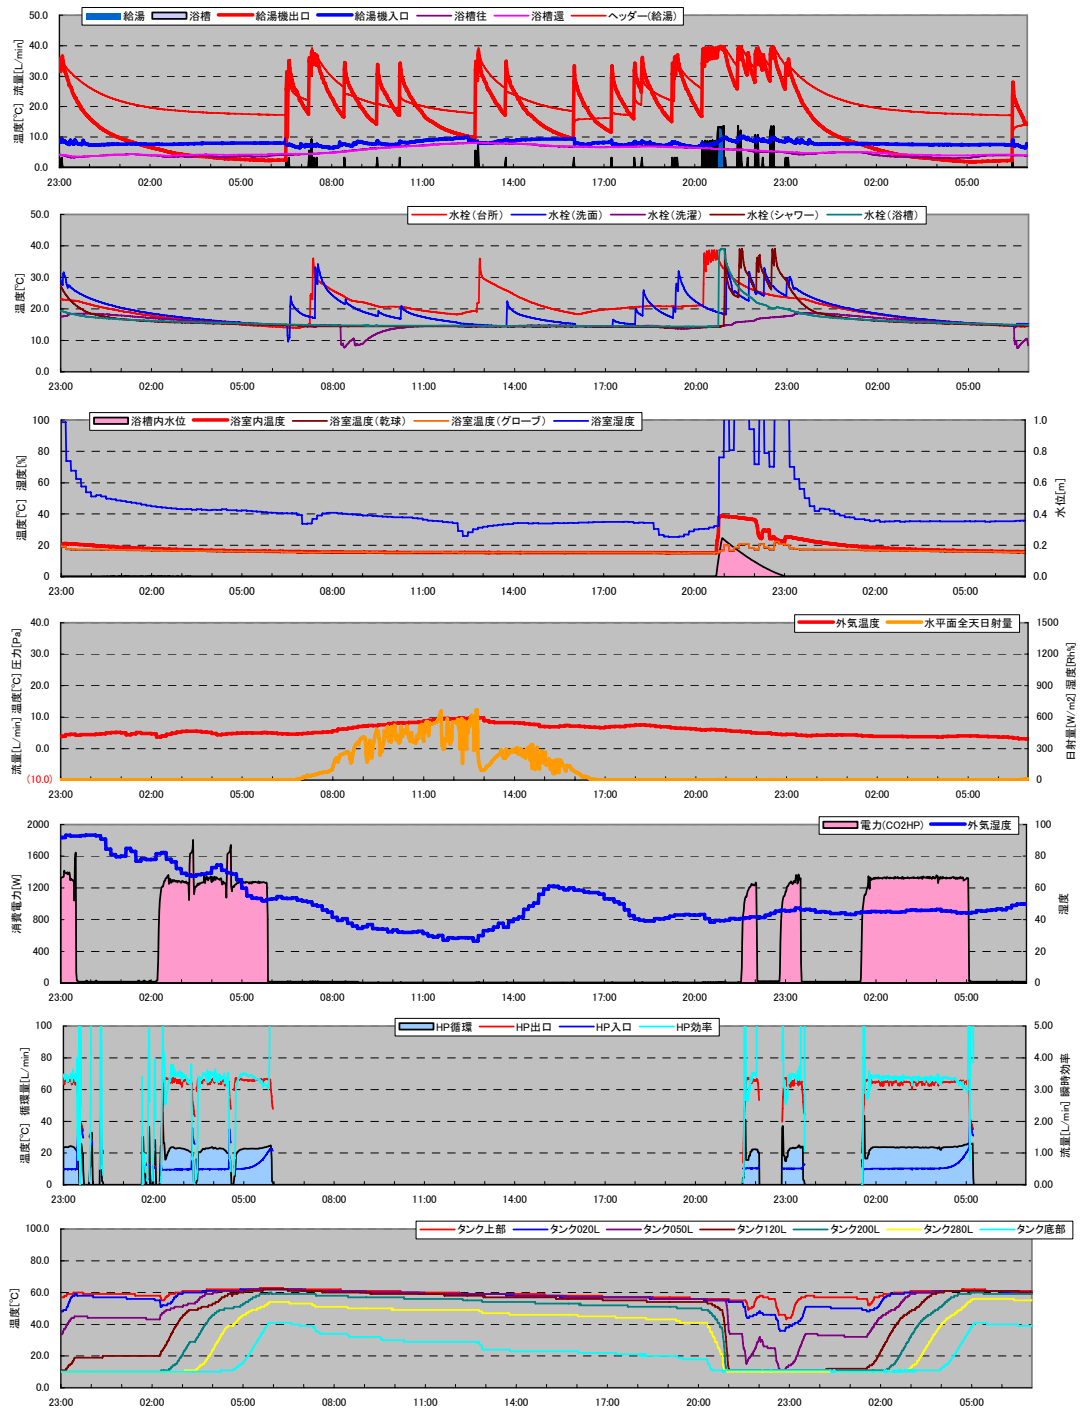 給湯 浴槽 給湯機出口 給湯機入口 浴槽往 浴槽還 ヘッダー(給湯)
温度[℃] 流量[L/min]
50.0
40.0
30.0
20.0
10.0
0.0
23:00 02:00 05:00 08:00 11:00 14:00 17:00 20:00 23:00 02:00 05:00
水栓(台所) 水栓(洗面) 水栓(洗濯) 水栓(シャワー) 水栓(浴槽)
温度[℃]
50.0
40.0
30.0
20.0
10.0
0.0
23:00 02:00 05:00 08:00 11:00 14:00 17:00 20:00 23:00 02:00 05:00
浴槽内水位 浴室内温度 浴室温度(乾球) 浴室温度(グローブ) 浴室湿度
温度[℃] 湿度[%]
100
80
60
40
20
0
1.0
0.8
0.6
0.4
0.2
0.0
水位[m]
23:00 02:00 05:00 08:00 11:00 14:00 17:00 20:00 23:00 02:00 05:00
外気温度 水平面全天日射量
流量[L/min] 温度[℃] 圧力[Pa]
40.0
30.0
20.0
10.0
0.0
(10.0)
1500
1200
900
600
300
0
日射量[W/m2] 湿度[Rh%]
23:00 02:00 05:00 08:00 11:00 14:00 17:00 20:00 23:00 02:00 05:00
電力(CO2HP) 外気湿度
消費電力[W]
2000
1600
1200
800
400
0
100
80
60
40
20
0
湿度
23:00 02:00 05:00 08:00 11:00 14:00 17:00 20:00 23:00 02:00 05:00
HP循環 HP出口 HP入口 HP効率
温度[℃] 循環量[L/min]
100
80
60
40
20
0
5.00
4.00
3.00
2.00
1.00
0.00
流量[L/min] 瞬時効率
23:00 02:00 05:00 08:00 11:00 14:00 17:00 20:00 23:00 02:00 05:00
タンク上部 タンク020L タンク050L タンク120L タンク200L タンク280L タンク底部
温度[℃]
100.0
80.0
60.0
40.0
20.0
0.0
23:00 02:00 05:00 08:00 11:00 14:00 17:00 20:00 23:00 02:00 05:00